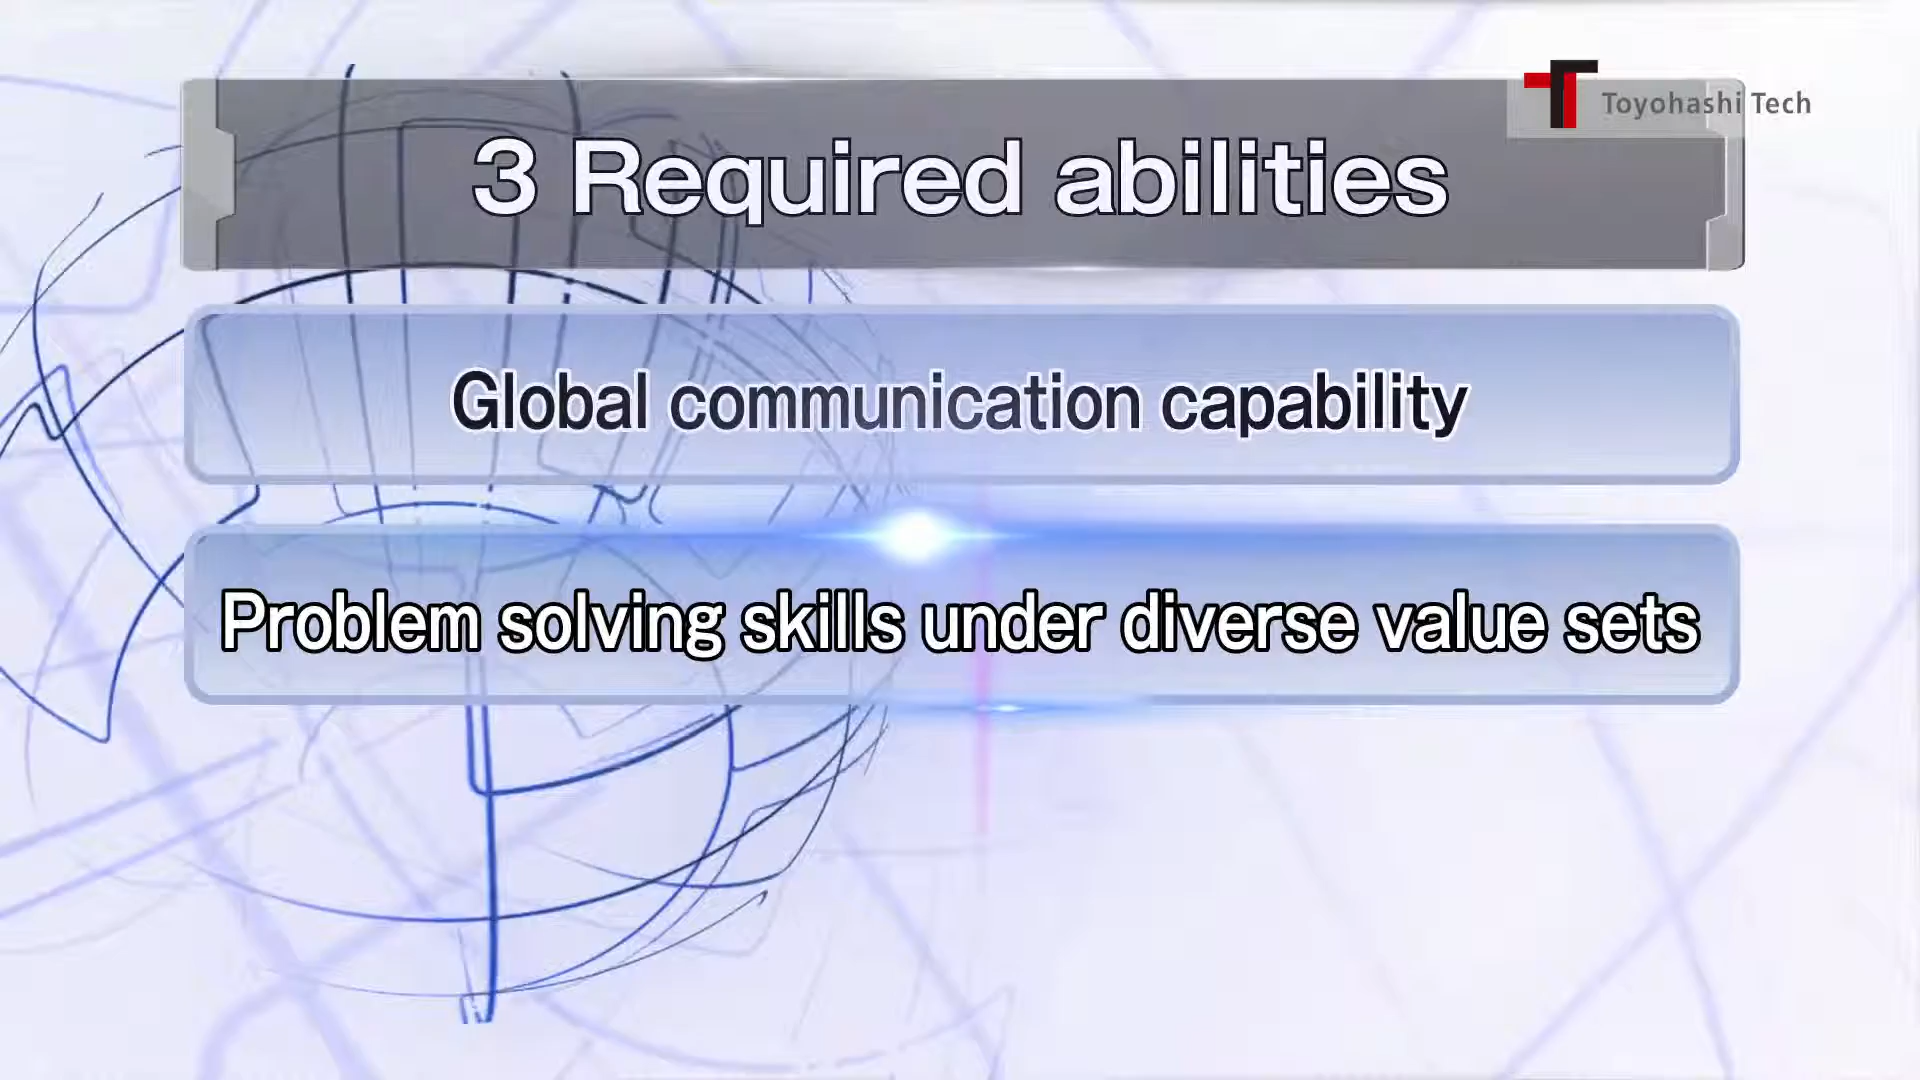 Toyohashi Tech
3 Required abilities
Global communication capability
Problem solving skills under diverse value sets